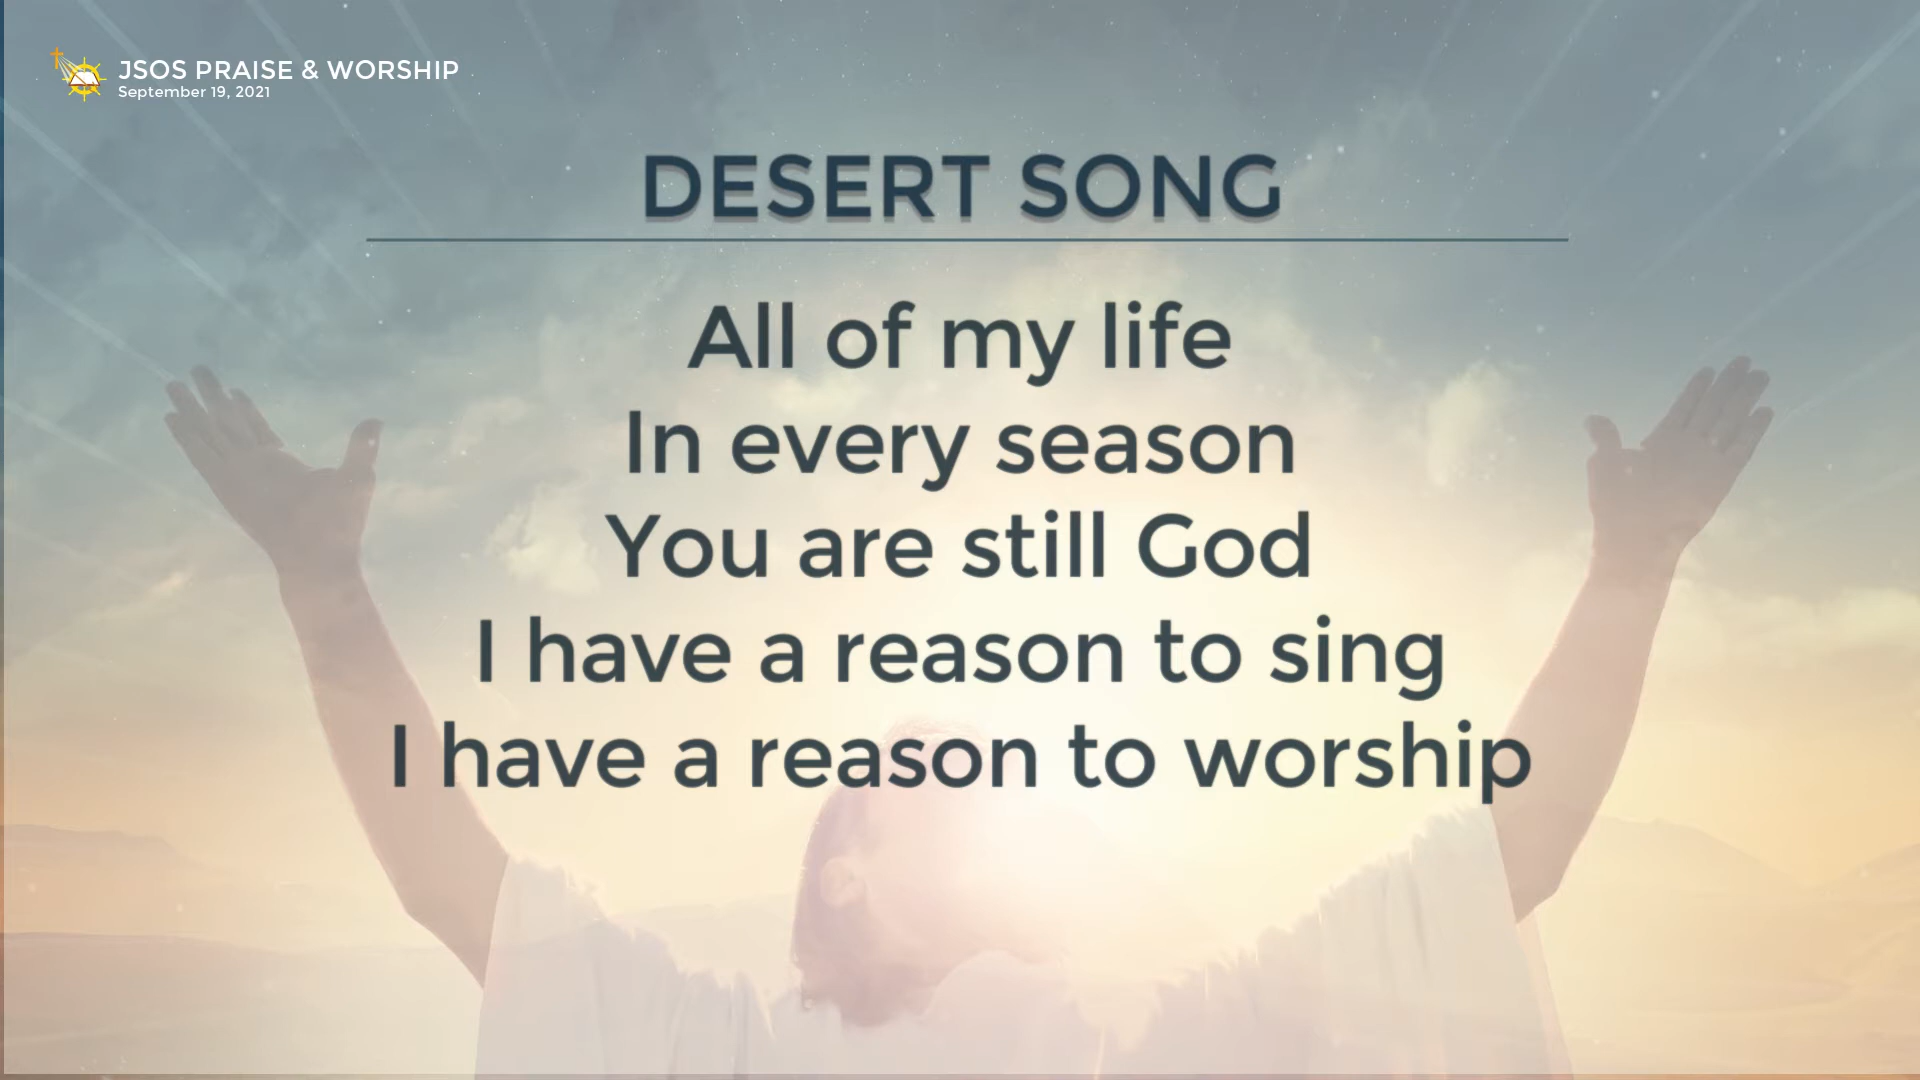 JSOS PRAISE & WORSHIP
September 19, 2021
DESERT SONG
All of my life
In every season
You are still God
I have a reason to sing
I have a reason to worship